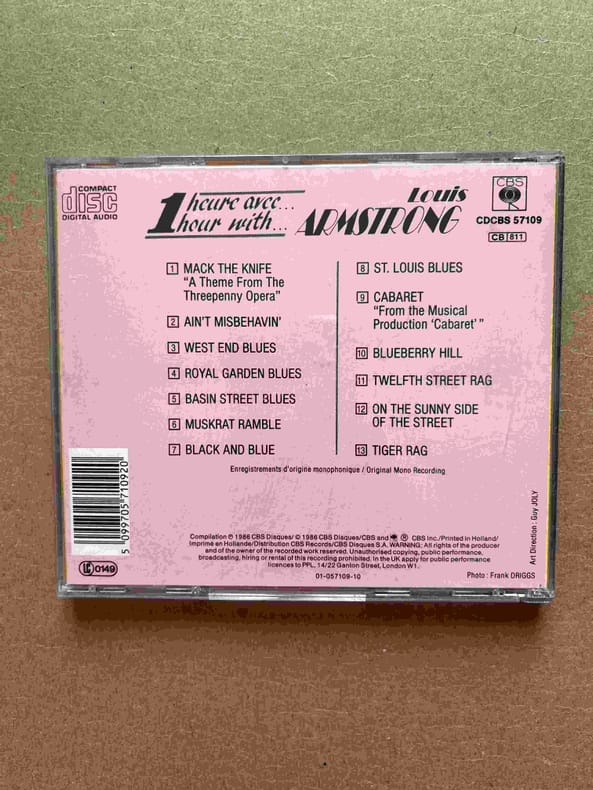 COMPACT
disc
DIGITAL AUDIO
1 heure avec...
1 hour with...
Louis
ARMSTRONG
CBS
CDCBS 57109
CB 811
1 MACK THE KNIFE
“A Theme From The
Threepenny Opera”
2 AIN'T MISBEHAVIN'
3 WEST END BLUES
4 ROYAL GARDEN BLUES
5 BASIN STREET BLUES
6 MUSKRAT RAMBLE
7 BLACK AND BLUE
8 ST. LOUIS BLUES
9 CABARET
“From the Musical
Production ‘Cabaret’ ”
10 BLUEBERRY HILL
11 TWELFTH STREET RAG
12 ON THE SUNNY SIDE
OF THE STREET
13 TIGER RAG
Enregistrements d'origine monophonique / Original Mono Recording
5 099705 710920
LC 0149
Compilation ℗ 1986 CBS Disques/ © 1986 CBS Disques/CBS and ® CBS Inc./Printed in Holland/
Imprimé en Hollande/Distribution CBS Records/CBS Disques S.A. WARNING: All rights of the producer
and of the owner of the recorded work reserved. Unauthorised copying, public performance,
broadcasting, hiring or rental of this recording prohibited. In the UK apply for public performance
licences to PPL, 14/22 Ganton Street, London W1.
01-057109-10
Photo : Frank DRIGGS
Art Direction : Guy JOLY